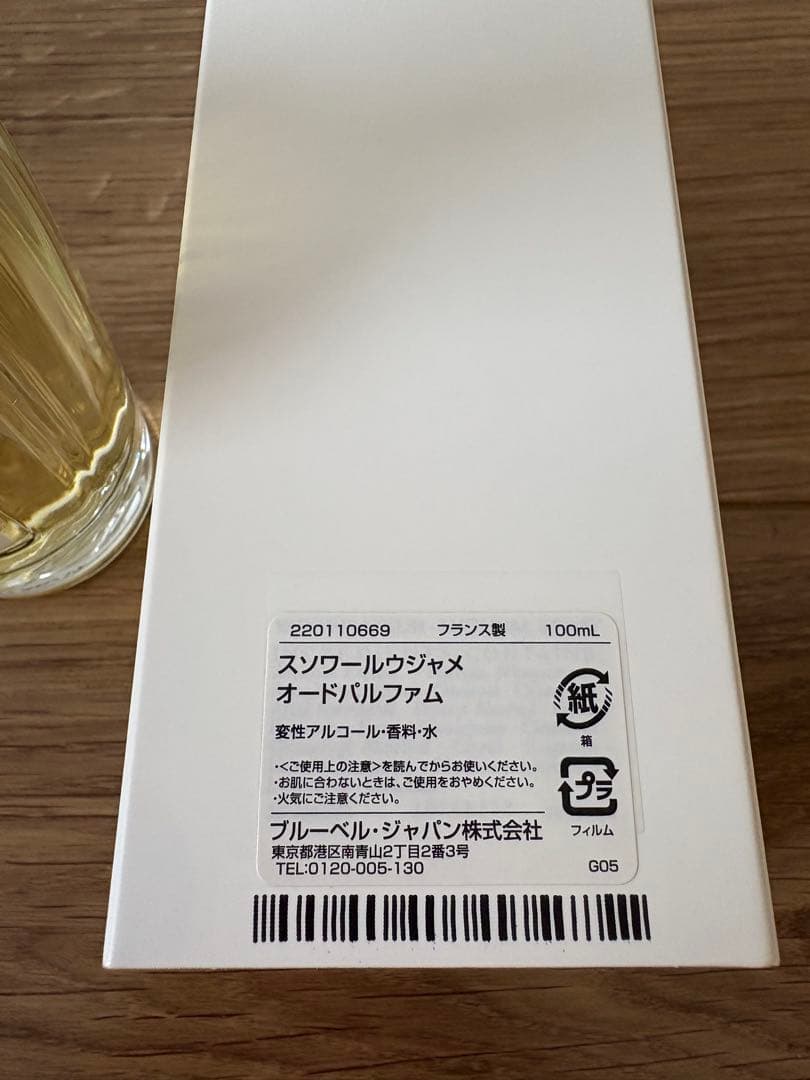 220110669 フランス製 100mL
スソワールウジャメ
オードパルファム
変性アルコール・香料・水
紙
箱
・<ご使用上の注意>を読んでからお使いください。
・お肌に合わないときは、ご使用をおやめください。
・火気にご注意ください。
プラ
フィルム
ブルーベル・ジャパン株式会社
東京都港区南青山2丁目2番3号
TEL:0120-005-130 G05